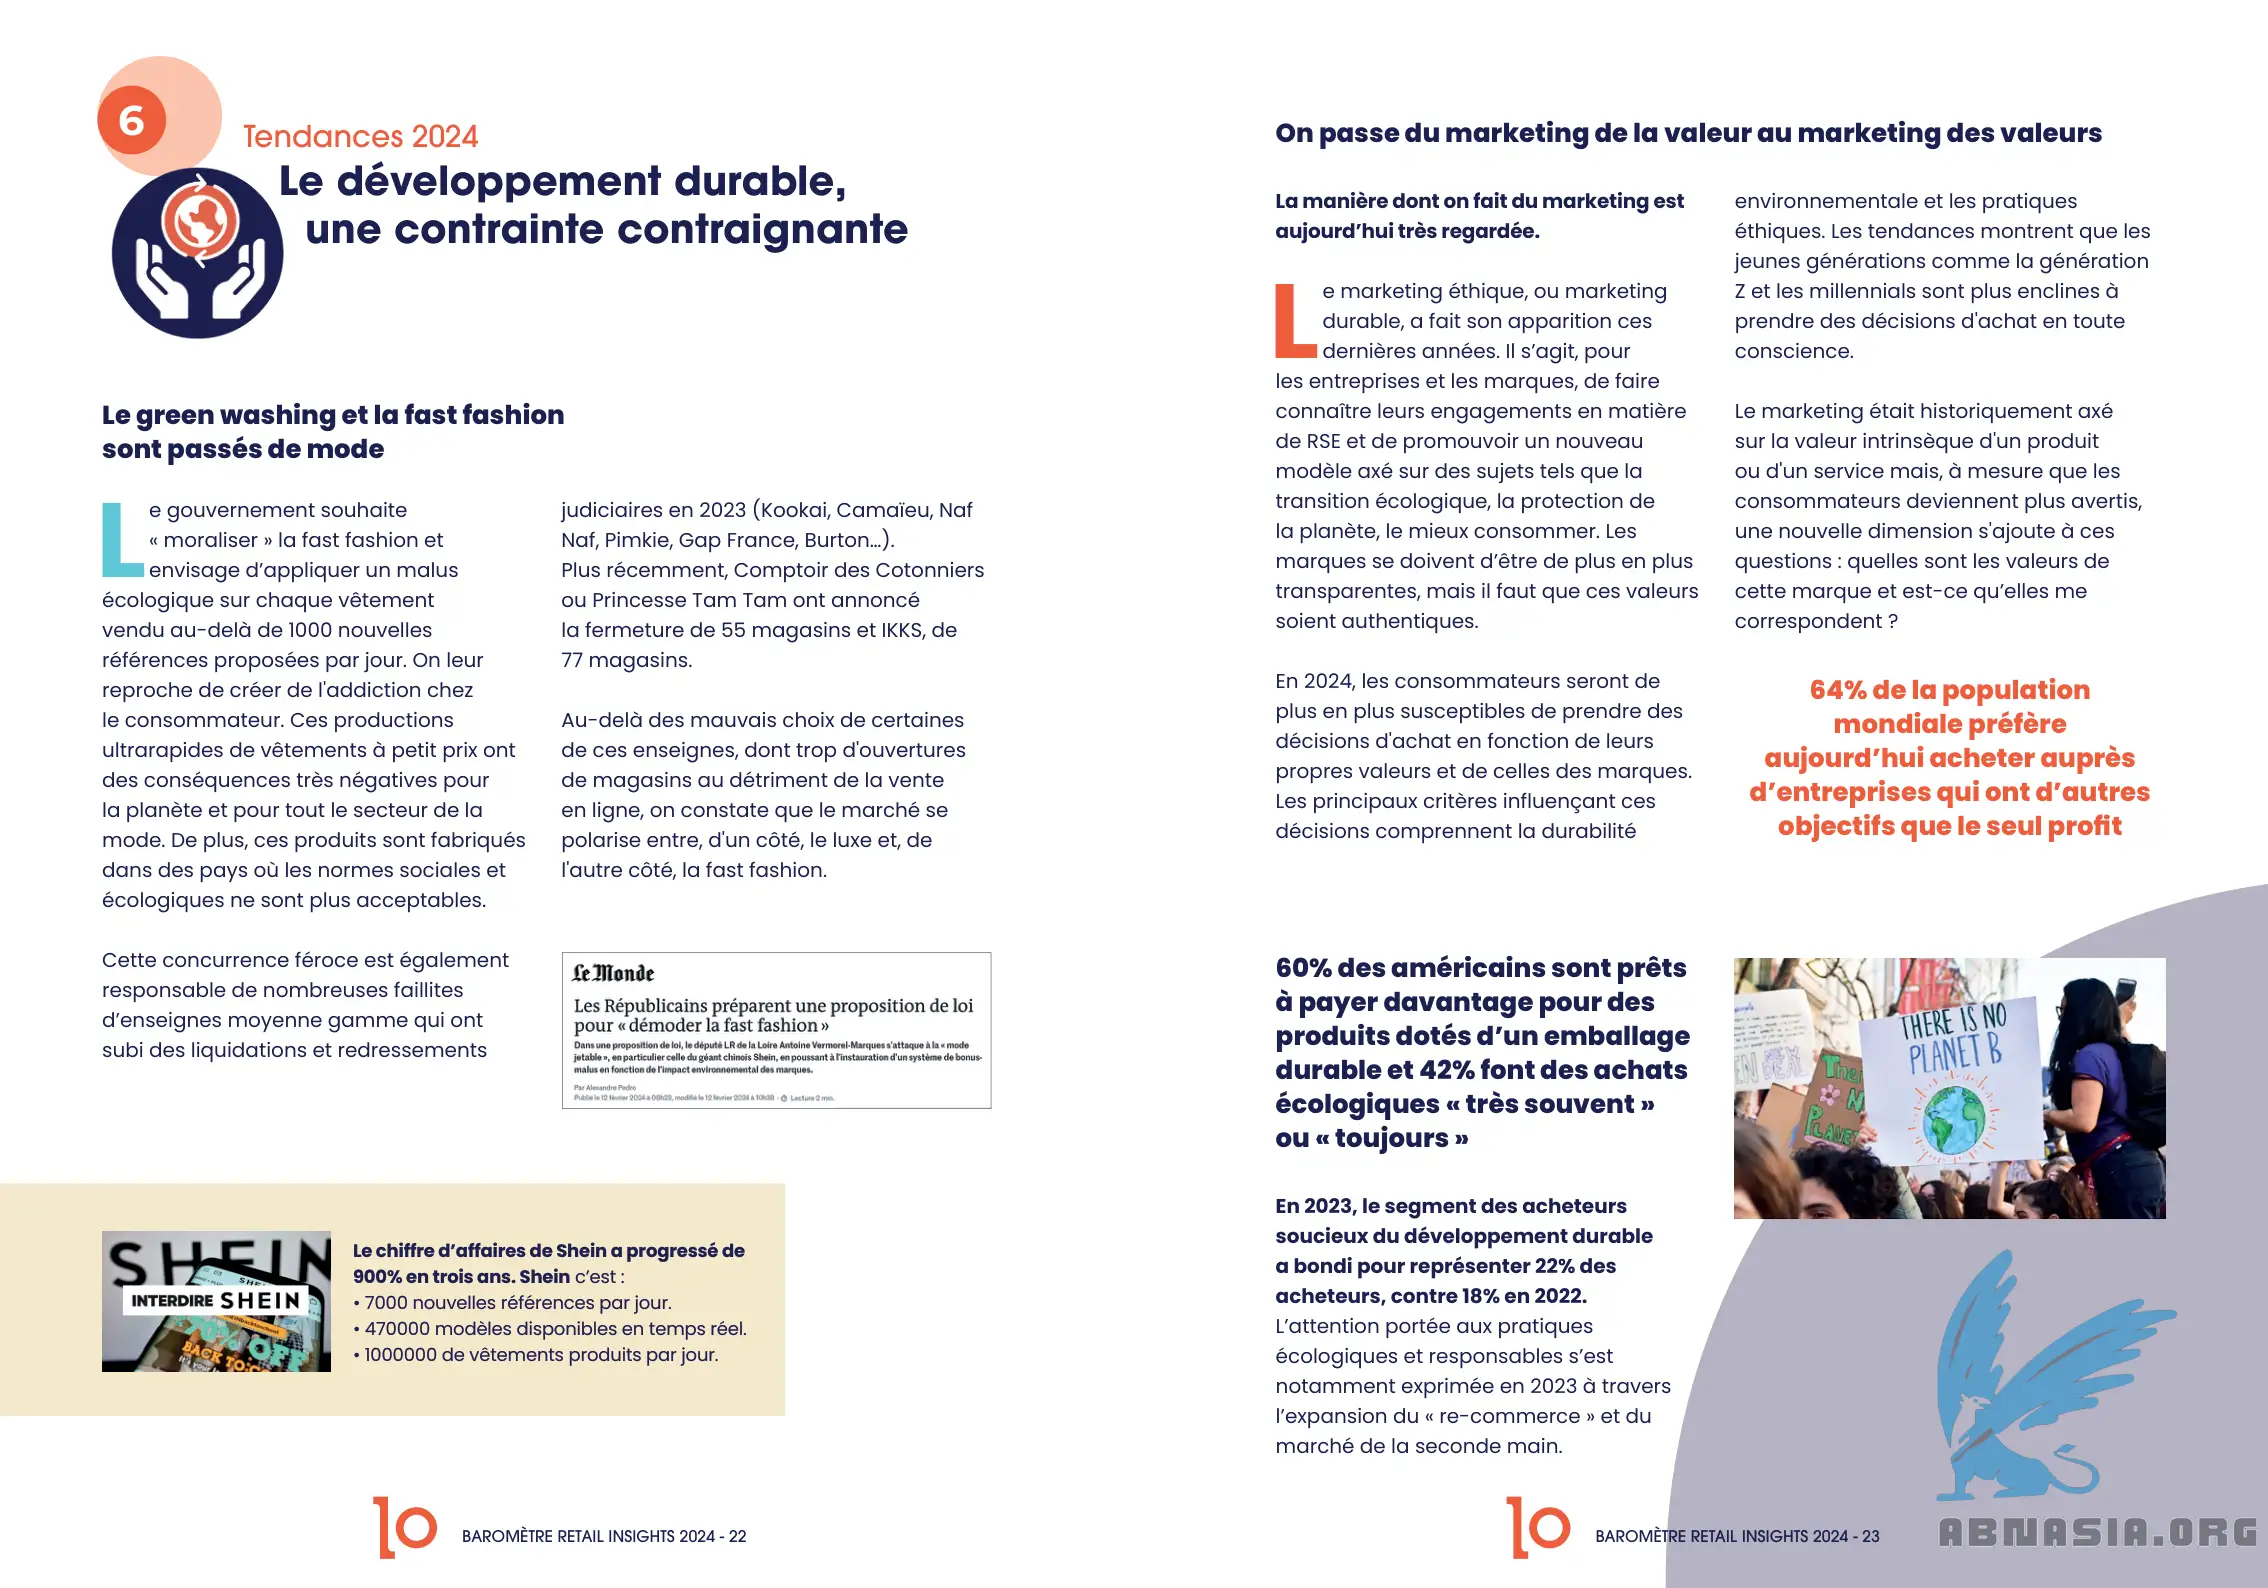 6
Tendances 2024
Le développement durable,
une contrainte contraignante
Le green washing et la fast fashion
sont passés de mode
Le gouvernement souhaite
« moraliser » la fast fashion et
envisage d’appliquer un malus
écologique sur chaque vêtement
vendu au-delà de 1000 nouvelles
références proposées par jour. On leur
reproche de créer de l'addiction chez
le consommateur. Ces productions
ultrarapides de vêtements à petit prix ont
des conséquences très négatives pour
la planète et pour tout le secteur de la
mode. De plus, ces produits sont fabriqués
dans des pays où les normes sociales et
écologiques ne sont plus acceptables.
Cette concurrence féroce est également
responsable de nombreuses faillites
d’enseignes moyenne gamme qui ont
subi des liquidations et redressements
judiciaires en 2023 (Kookai, Camaïeu, Naf
Naf, Pimkie, Gap France, Burton…).
Plus récemment, Comptoir des Cotonniers
ou Princesse Tam Tam ont annoncé
la fermeture de 55 magasins et IKKS, de
77 magasins.
Au-delà des mauvais choix de certaines
de ces enseignes, dont trop d'ouvertures
de magasins au détriment de la vente
en ligne, on constate que le marché se
polarise entre, d'un côté, le luxe et, de
l'autre côté, la fast fashion.
Le Monde
Les Républicains préparent une proposition de loi
pour « démoder la fast fashion »
Dans une proposition de loi, le député LR de la Loire Antoine Vermorel-Marques s'attaque à la « mode
jetable », en particulier celle du géant chinois Shein, en poussant à l'instauration d'un système de bonus-
malus en fonction de l'impact environnemental des marques.
Par Alexandre Pedro
Publié le 12 février 2024 à 08h23, modifié le 12 février 2024 à 10h38 · Lecture 2 min.
SHEIN
SHEIN
INTERDIRE SHEIN
70% OFF
BACK TO
Le chiffre d’affaires de Shein a progressé de
900% en trois ans. Shein c’est :
• 7000 nouvelles références par jour.
• 470000 modèles disponibles en temps réel.
• 1000000 de vêtements produits par jour.
10 BAROMÈTRE RETAIL INSIGHTS 2024 - 22
On passe du marketing de la valeur au marketing des valeurs
La manière dont on fait du marketing est
aujourd’hui très regardée.
Le marketing éthique, ou marketing
durable, a fait son apparition ces
dernières années. Il s’agit, pour
les entreprises et les marques, de faire
connaître leurs engagements en matière
de RSE et de promouvoir un nouveau
modèle axé sur des sujets tels que la
transition écologique, la protection de
la planète, le mieux consommer. Les
marques se doivent d’être de plus en plus
transparentes, mais il faut que ces valeurs
soient authentiques.
En 2024, les consommateurs seront de
plus en plus susceptibles de prendre des
décisions d'achat en fonction de leurs
propres valeurs et de celles des marques.
Les principaux critères influençant ces
décisions comprennent la durabilité
environnementale et les pratiques
éthiques. Les tendances montrent que les
jeunes générations comme la génération
Z et les millennials sont plus enclines à
prendre des décisions d'achat en toute
conscience.
Le marketing était historiquement axé
sur la valeur intrinsèque d'un produit
ou d'un service mais, à mesure que les
consommateurs deviennent plus avertis,
une nouvelle dimension s'ajoute à ces
questions : quelles sont les valeurs de
cette marque et est-ce qu’elles me
correspondent ?
64% de la population
mondiale préfère
aujourd’hui acheter auprès
d’entreprises qui ont d’autres
objectifs que le seul profit
60% des américains sont prêts
à payer davantage pour des
produits dotés d’un emballage
durable et 42% font des achats
écologiques « très souvent »
ou « toujours »
THERE IS NO
PLANET B
En 2023, le segment des acheteurs
soucieux du développement durable
a bondi pour représenter 22% des
acheteurs, contre 18% en 2022.
L’attention portée aux pratiques
écologiques et responsables s’est
notamment exprimée en 2023 à travers
l’expansion du « re-commerce » et du
marché de la seconde main.
10 BAROMÈTRE RETAIL INSIGHTS 2024 - 23
ABNASIA.ORG